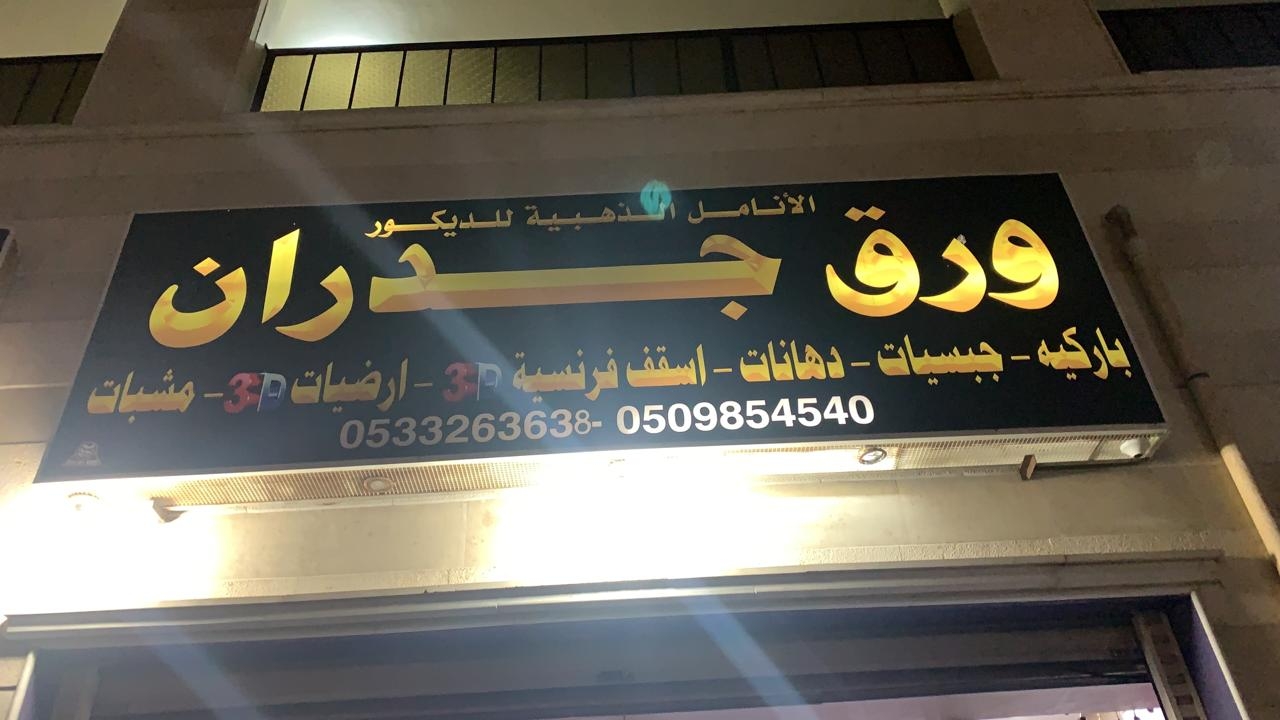 الأنامل الذهبية للديكور
ورق جدران
باركيه - جبسيات - دهانات - اسقف فرنسية 3D - ارضيات 3D - مشبات
0533263638- 0509854540